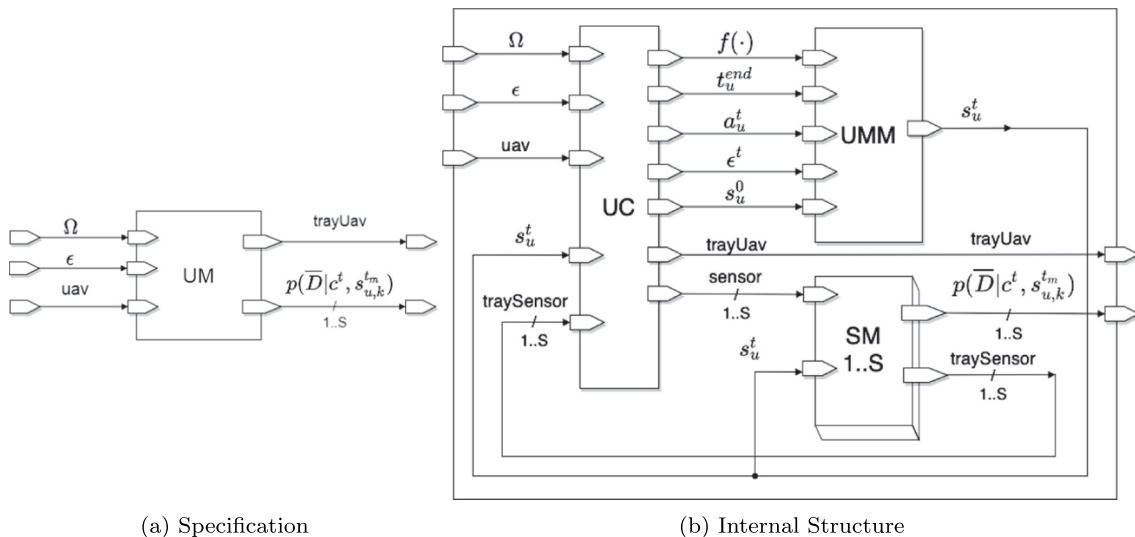 Ω
ϵ
uav
UM
trayUav
p(D̅|c^t, s_{u,k}^{t_m})
1..S
(a) Specification
Ω
ϵ
uav
s_u^t
traySensor
1..S
UC
f(·)
t_u^{end}
a_u^t
ϵ^t
s_u^0
trayUav
sensor
1..S
s_u^t
UMM
s_u^t
trayUav
SM
1..S
p(D̅|c^t, s_{u,k}^{t_m})
1..S
traySensor
1..S
(b) Internal Structure